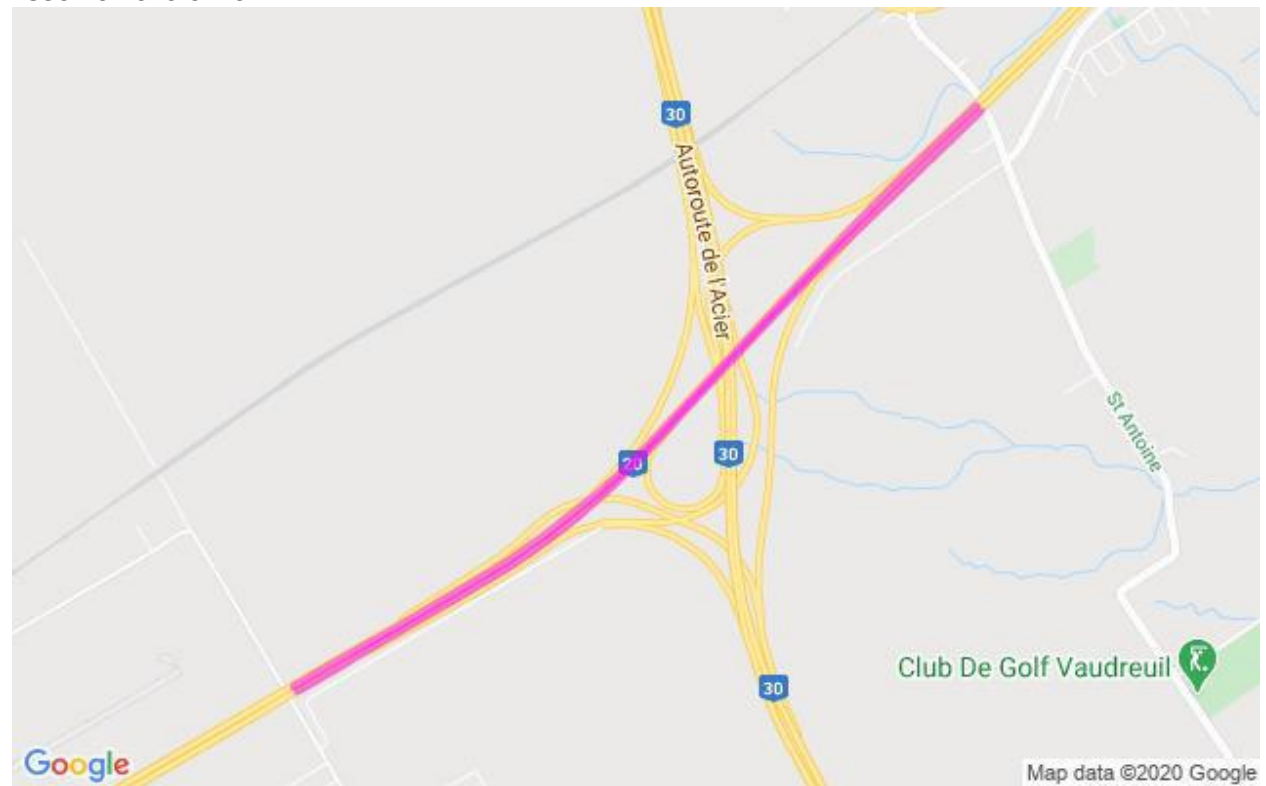 30
Autoroute de l'Acier
St Antoine
20
30
Club De Golf Vaudreuil
30
Google
Map data ©2020 Google